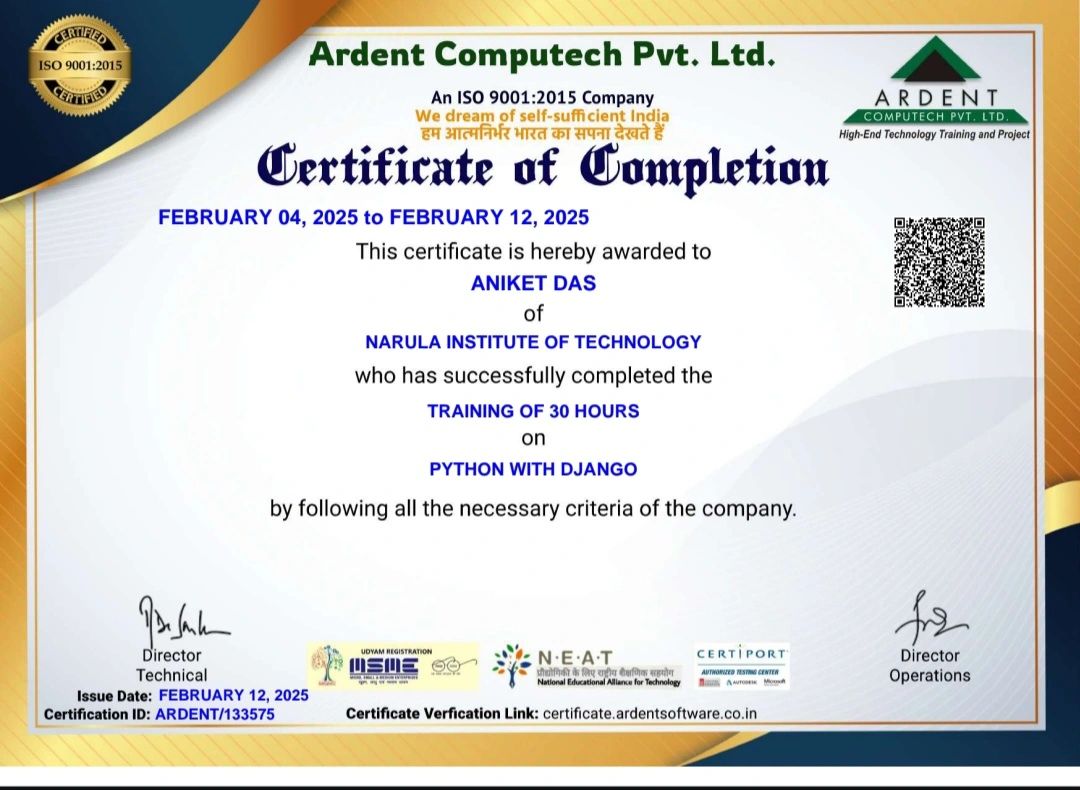 CERTIFIED
ISO 9001:2015
CERTIFIED
Ardent Computech Pvt. Ltd.
An ISO 9001:2015 Company
We dream of self-sufficient India
हम आत्मनिर्भर भारत का सपना देखते हैं
ARDENT
COMPUTECH PVT. LTD.
High-End Technology Training and Project
Certificate of Completion
FEBRUARY 04, 2025 to FEBRUARY 12, 2025
This certificate is hereby awarded to
ANIKET DAS
of
NARULA INSTITUTE OF TECHNOLOGY
who has successfully completed the
TRAINING OF 30 HOURS
on
PYTHON WITH DJANGO
by following all the necessary criteria of the company.
Director
Technical
Issue Date: FEBRUARY 12, 2025
Certification ID: ARDENT/133575
UDYAM REGISTRATION
MSME
MICRO, SMALL & MEDIUM ENTERPRISES
N·E·A·T
प्रौद्योगिकी के लिए राष्ट्रीय शैक्षणिक सहयोग
National Educational Alliance for Technology
CERTIPORT
AUTHORIZED TESTING CENTER
AUTODESK
Microsoft
Director
Operations
Certificate Verfication Link: certificate.ardentsoftware.co.in